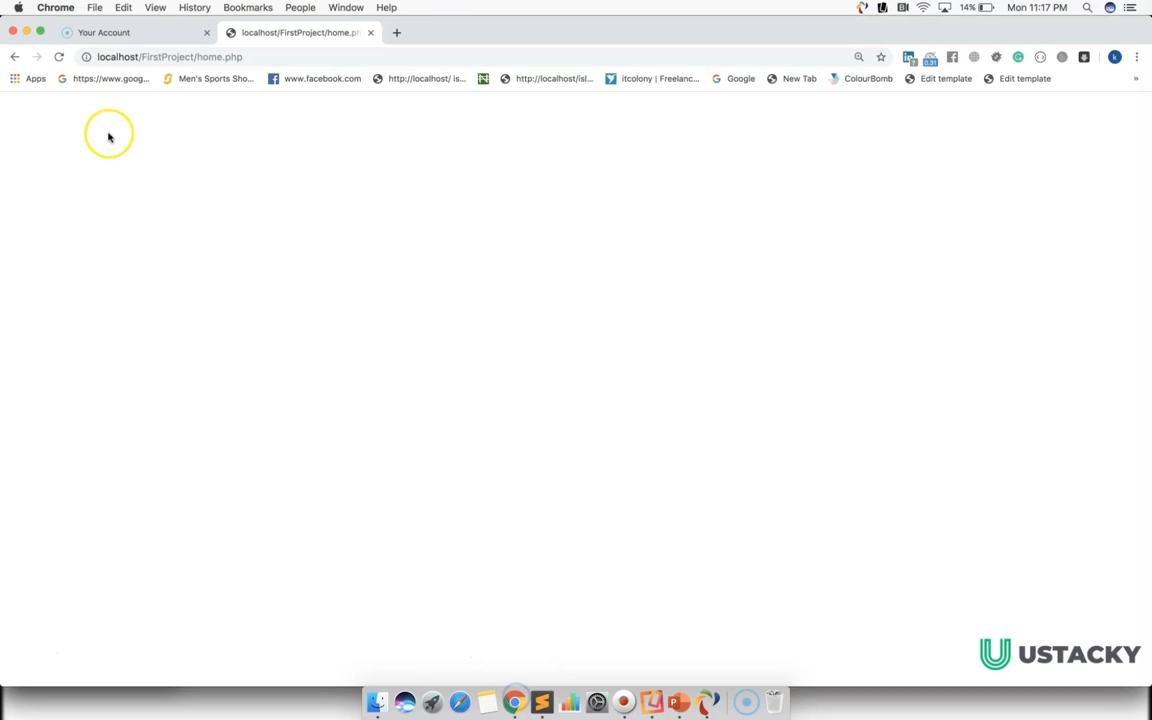 Chrome File Edit View History Bookmarks People Window Help 14% Mon 11:17 PM
Your Account localhost/FirstProject/home.ph
localhost/FirstProject/home.php
Apps https://www.goog... Men's Sports Sho... www.facebook.com http://localhost/ is... http://localhost/isl... itcolony | Freelanc... Google New Tab ColourBomb Edit template Edit template »
0.31
USTACKY